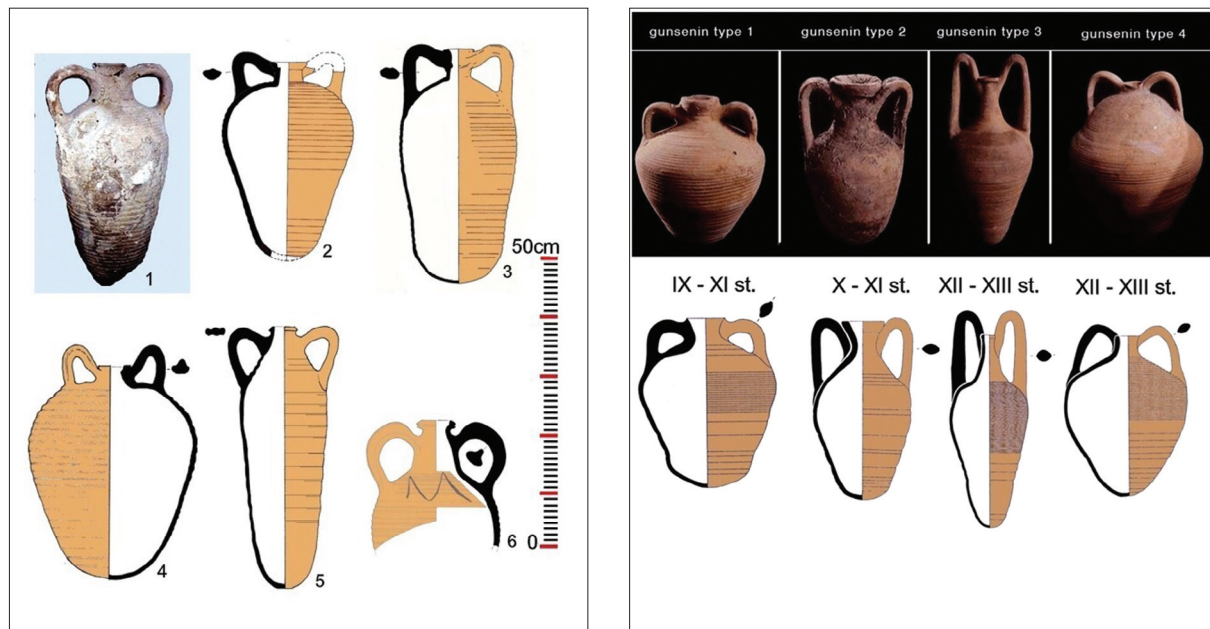 1
2
3
50cm
4
5
6
0
gunsenin type 1
gunsenin type 2
gunsenin type 3
gunsenin type 4
IX - XI st.
X - XI st.
XII - XIII st.
XII - XIII st.